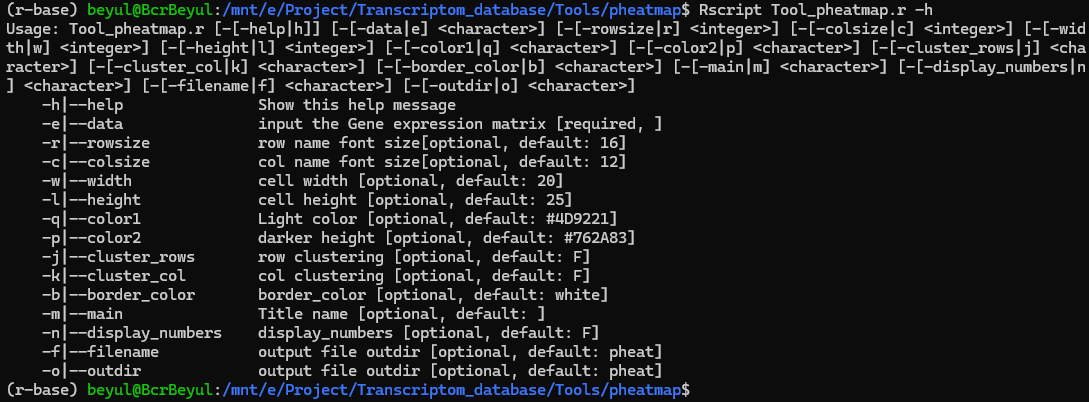 (r-base) beyul@BcrBeyul:/mnt/e/Project/Transcriptom_database/Tools/pheatmap$ Rscript Tool_pheatmap.r -h
Usage: Tool_pheatmap.r [-[-help|h]] [-[-data|e] <character>] [-[-rowsize|r] <integer>] [-[-colsize|c] <integer>] [-[-wid
th|w] <integer>] [-[-height|l] <integer>] [-[-color1|q] <character>] [-[-color2|p] <character>] [-[-cluster_rows|j] <cha
racter>] [-[-cluster_col|k] <character>] [-[-border_color|b] <character>] [-[-main|m] <character>] [-[-display_numbers|n
] <character>] [-[-filename|f] <character>] [-[-outdir|o] <character>]
    -h|--help               Show this help message
    -e|--data               input the Gene expression matrix [required, ]
    -r|--rowsize            row name font size[optional, default: 16]
    -c|--colsize            col name font size[optional, default: 12]
    -w|--width              cell width [optional, default: 20]
    -l|--height             cell height [optional, default: 25]
    -q|--color1             Light color [optional, default: #4D9221]
    -p|--color2             darker height [optional, default: #762A83]
    -j|--cluster_rows       row clustering [optional, default: F]
    -k|--cluster_col        col clustering [optional, default: F]
    -b|--border_color       border_color [optional, default: white]
    -m|--main               Title name [optional, default: ]
    -n|--display_numbers    display_numbers [optional, default: F]
    -f|--filename           output file outdir [optional, default: pheat]
    -o|--outdir             output file outdir [optional, default: pheat]
(r-base) beyul@BcrBeyul:/mnt/e/Project/Transcriptom_database/Tools/pheatmap$